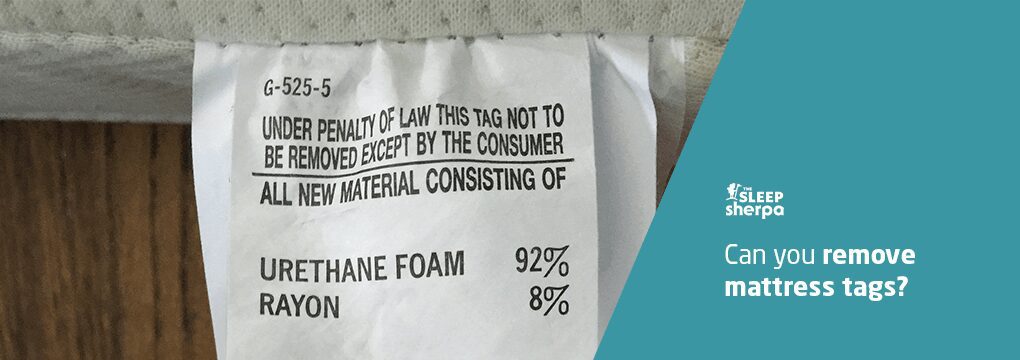 G-525-5
UNDER PENALTY OF LAW THIS TAG NOT TO
BE REMOVED EXCEPT BY THE CONSUMER
ALL NEW MATERIAL CONSISTING OF
URETHANE FOAM 92%
RAYON 8%
THE
SLEEP
sherpa
Can you remove
mattress tags?